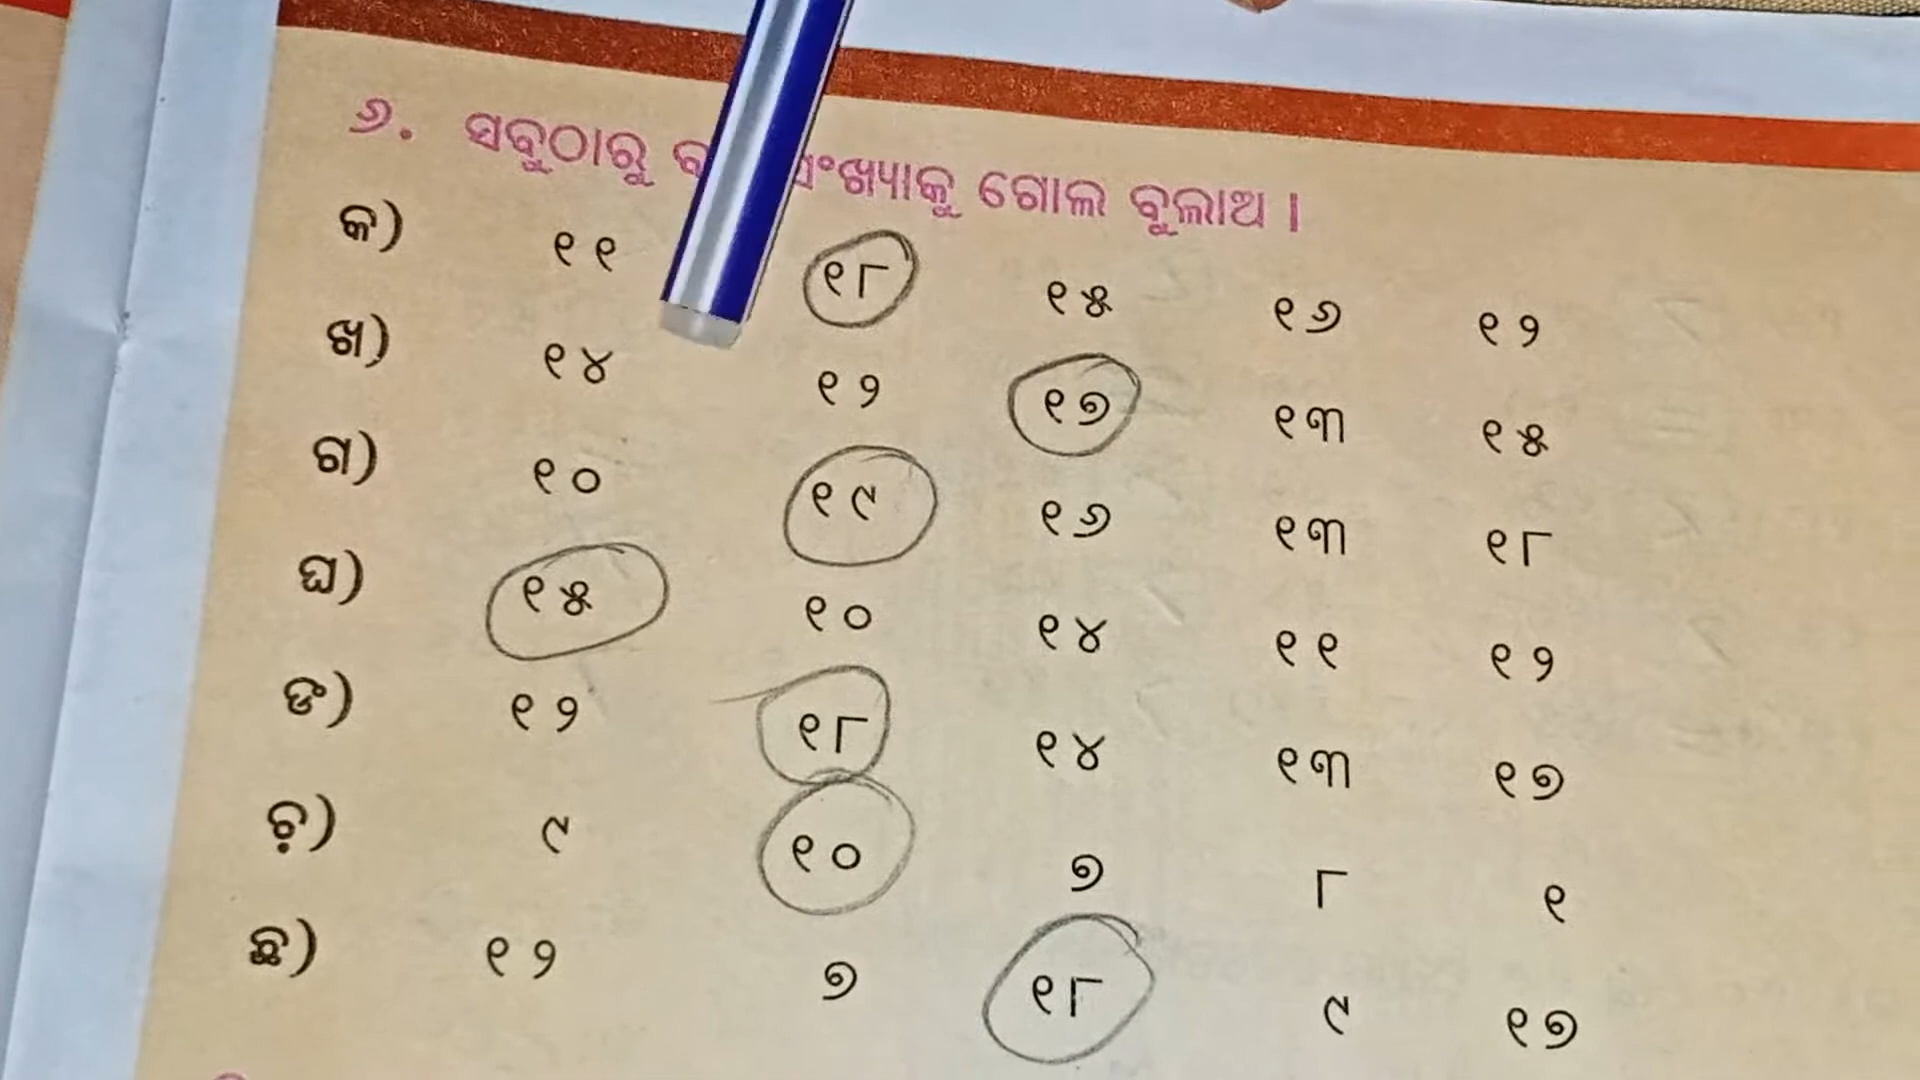 ୬. ସବୁଠାରୁ ସଂଖ୍ୟାକୁ ଗୋଲ ବୁଲାଅ ।
କ) ୧୧ ୧୮ ୧୫ ୧୬ ୧୨
ଖ) ୧୪ ୧୨ ୧୭ ୧୩ ୧୫
ଗ) ୧୦ ୧୯ ୧୬ ୧୩ ୧୮
ଘ) ୧୫ ୧୦ ୧୪ ୧୧ ୧୨
ଙ) ୧୨ ୧୮ ୧୪ ୧୩ ୧୭
ଚ) ୯ ୧୦ ୭ ୮ ୧
ଛ) ୧୨ ୭ ୧୮ ୯ ୧୭